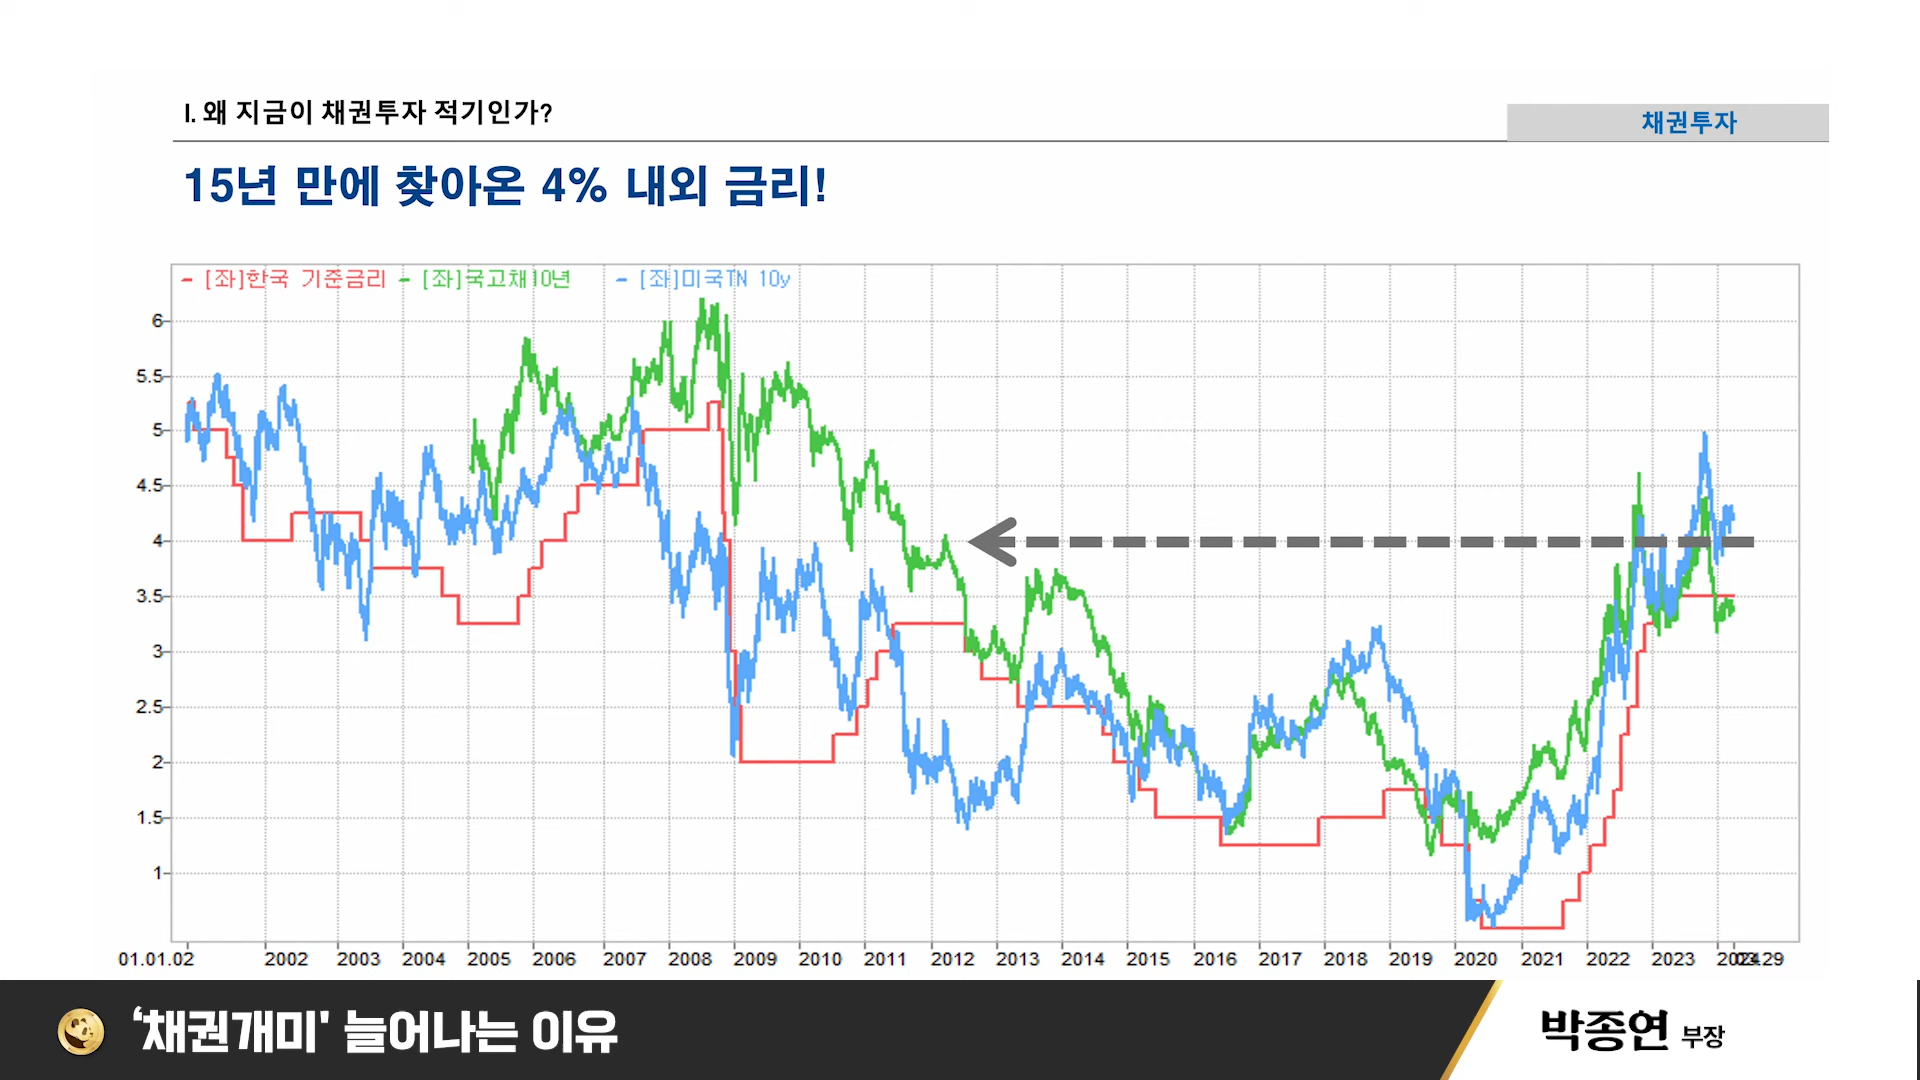 I. 왜 지금이 채권투자 적기인가?
채권투자
15년 만에 찾아온 4% 내외 금리!
[좌]한국 기준금리 [좌]국고채10년 [좌]미국TN 10y
6
5.5
5
4.5
4
3.5
3
2.5
2
1.5
1
01.01.02 2002 2003 2004 2005 2006 2007 2008 2009 2010 2011 2012 2013 2014 2015 2016 2017 2018 2019 2020 2021 2022 2023
'채권개미' 늘어나는 이유
박종연 부장